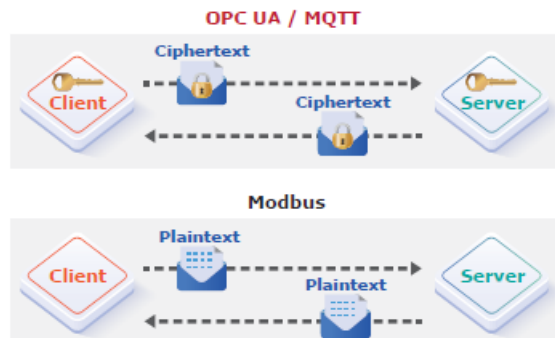 OPC UA / MQTT
Ciphertext
Client
Ciphertext
Server
Modbus
Plaintext
Client
Plaintext
Server